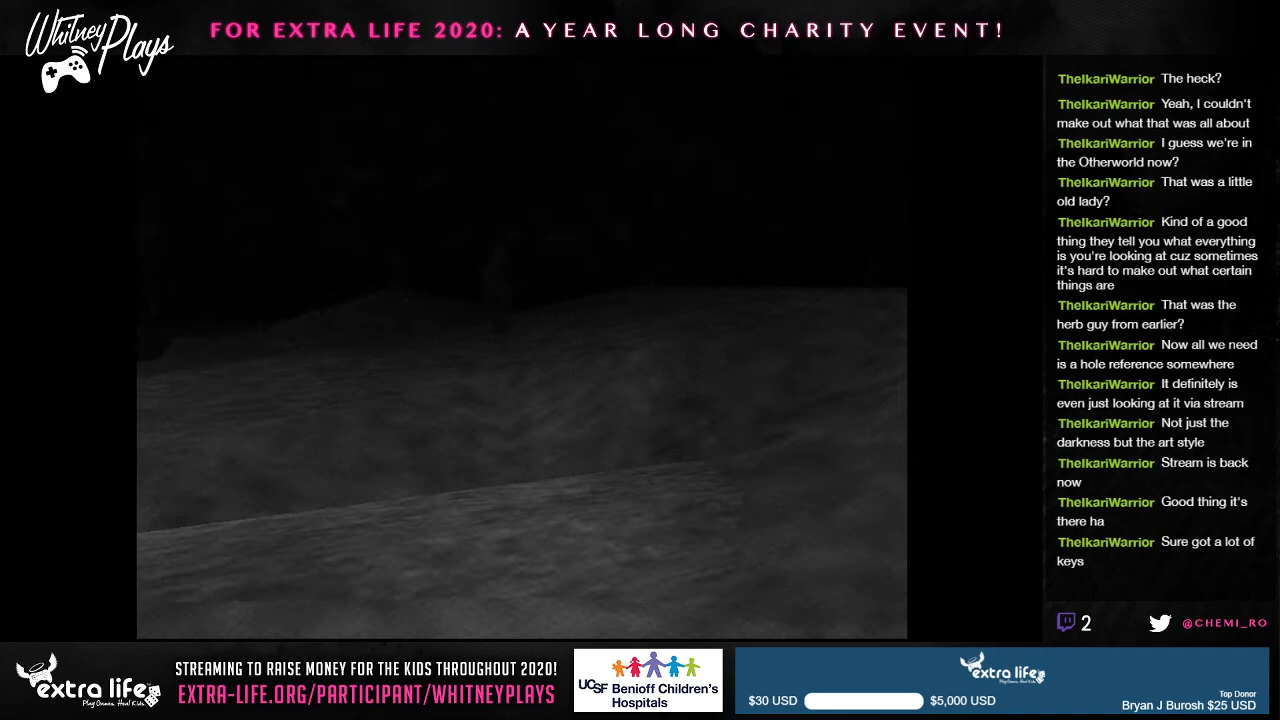 Whitney Plays
FOR EXTRA LIFE 2020: A YEAR LONG CHARITY EVENT!
TheIkariWarrior The heck?
TheIkariWarrior Yeah, I couldn't
make out what that was all about
TheIkariWarrior I guess we're in
the Otherworld now?
TheIkariWarrior That was a little
old lady?
TheIkariWarrior Kind of a good
thing they tell you what everything
is you're looking at cuz sometimes
it's hard to make out what certain
things are
TheIkariWarrior That was the
herb guy from earlier?
TheIkariWarrior Now all we need
is a hole reference somewhere
TheIkariWarrior It definitely is
even just looking at it via stream
TheIkariWarrior Not just the
darkness but the art style
TheIkariWarrior Stream is back
now
TheIkariWarrior Good thing it's
there ha
TheIkariWarrior Sure got a lot of
keys
2
@CHEMI_RO
extra life
Play Games. Heal Kids.
STREAMING TO RAISE MONEY FOR THE KIDS THROUGHOUT 2020!
EXTRA-LIFE.ORG/PARTICIPANT/WHITNEYPLAYS
UCSF Benioff Children's
Hospitals
extra life
Play Games. Heal Kids.
$30 USD
$5,000 USD
Top Donor
Bryan J Burosh $25 USD